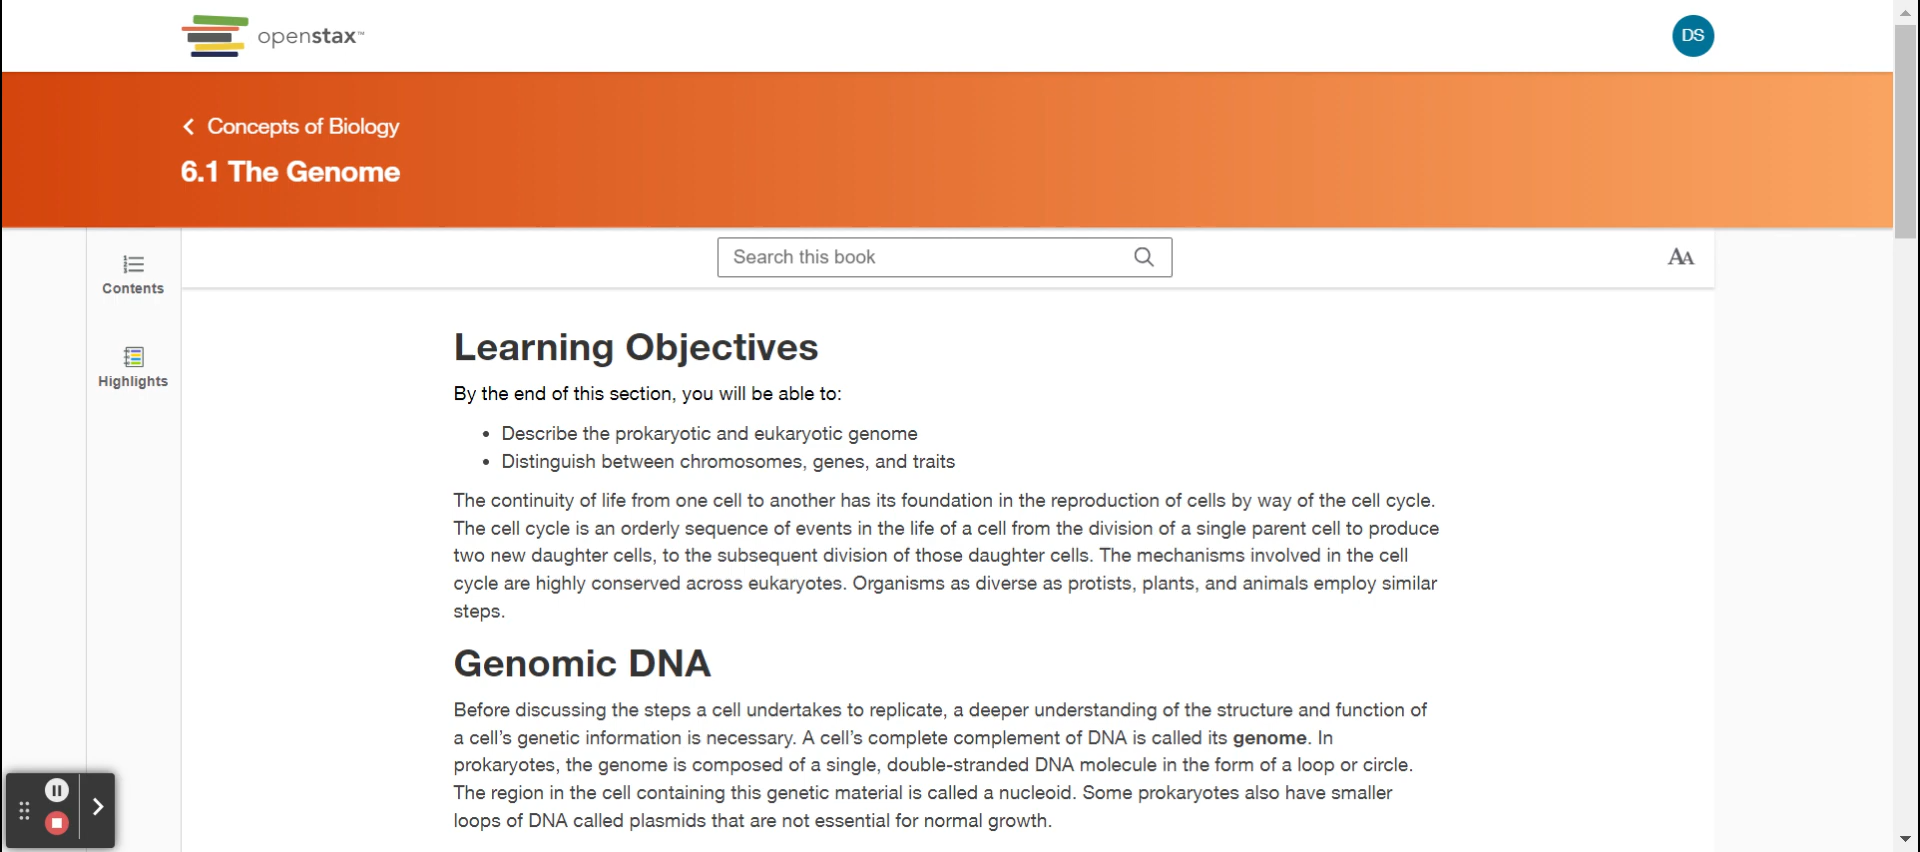 openstax™
DS
Concepts of Biology
6.1 The Genome
Contents
Search this book
AA
Highlights
Learning Objectives
By the end of this section, you will be able to:
• Describe the prokaryotic and eukaryotic genome
• Distinguish between chromosomes, genes, and traits
The continuity of life from one cell to another has its foundation in the reproduction of cells by way of the cell cycle.
The cell cycle is an orderly sequence of events in the life of a cell from the division of a single parent cell to produce
two new daughter cells, to the subsequent division of those daughter cells. The mechanisms involved in the cell
cycle are highly conserved across eukaryotes. Organisms as diverse as protists, plants, and animals employ similar
steps.
Genomic DNA
Before discussing the steps a cell undertakes to replicate, a deeper understanding of the structure and function of
a cell’s genetic information is necessary. A cell’s complete complement of DNA is called its genome. In
prokaryotes, the genome is composed of a single, double-stranded DNA molecule in the form of a loop or circle.
The region in the cell containing this genetic material is called a nucleoid. Some prokaryotes also have smaller
loops of DNA called plasmids that are not essential for normal growth.